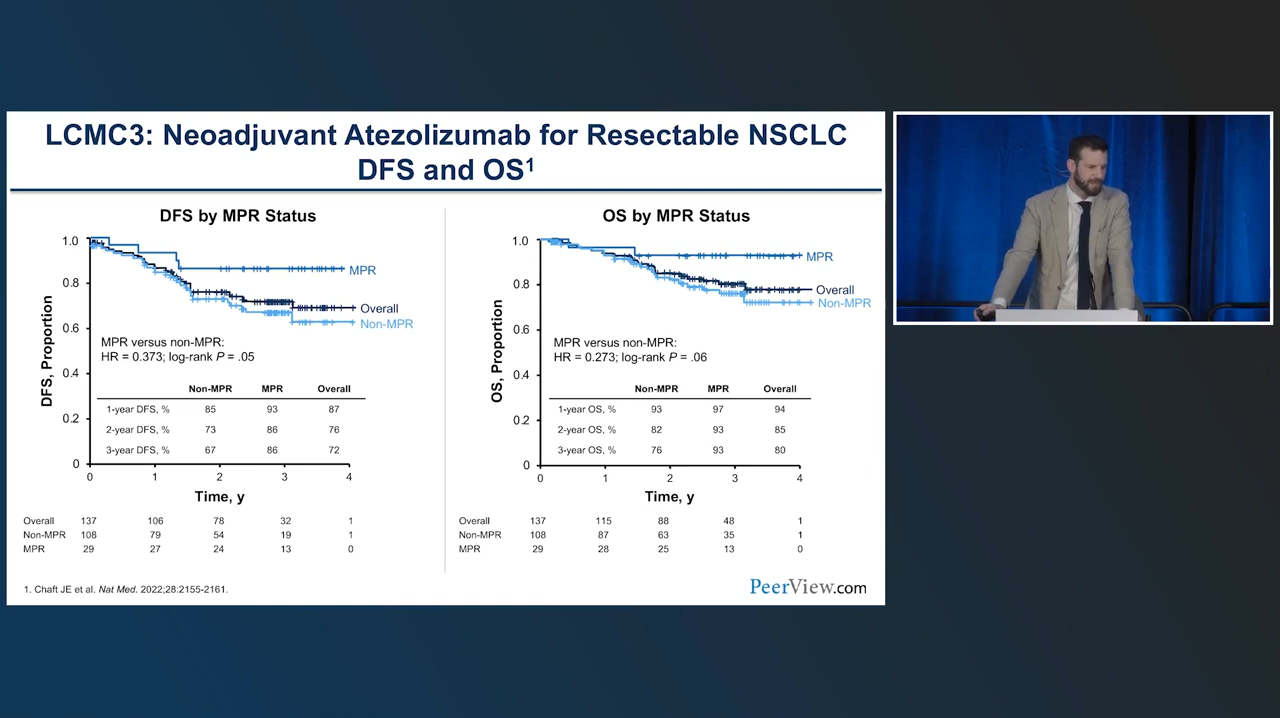 LCMC3: Neoadjuvant Atezolizumab for Resectable NSCLC
DFS and OS1
DFS by MPR Status
1.0
0.8
0.6
0.4
0.2
0
DFS, Proportion
MPR
Overall
Non-MPR
MPR versus non-MPR:
HR = 0.373; log-rank P = .05
Non-MPR MPR Overall
1-year DFS, % 85 93 87
2-year DFS, % 73 86 76
3-year DFS, % 67 86 72
0 1 2 3 4
Time, y
Overall 137 106 78 32 1
Non-MPR 108 79 54 19 1
MPR 29 27 24 13 0
OS by MPR Status
1.0
0.8
0.6
0.4
0.2
0
OS, Proportion
MPR
Overall
Non-MPR
MPR versus non-MPR:
HR = 0.273; log-rank P = .06
Non-MPR MPR Overall
1-year OS, % 93 97 94
2-year OS, % 82 93 85
3-year OS, % 76 93 80
0 1 2 3 4
Time, y
Overall 137 115 88 48 1
Non-MPR 108 87 63 35 1
MPR 29 28 25 13 0
1. Chaft JE et al. Nat Med. 2022;28:2155-2161.
PeerView.com